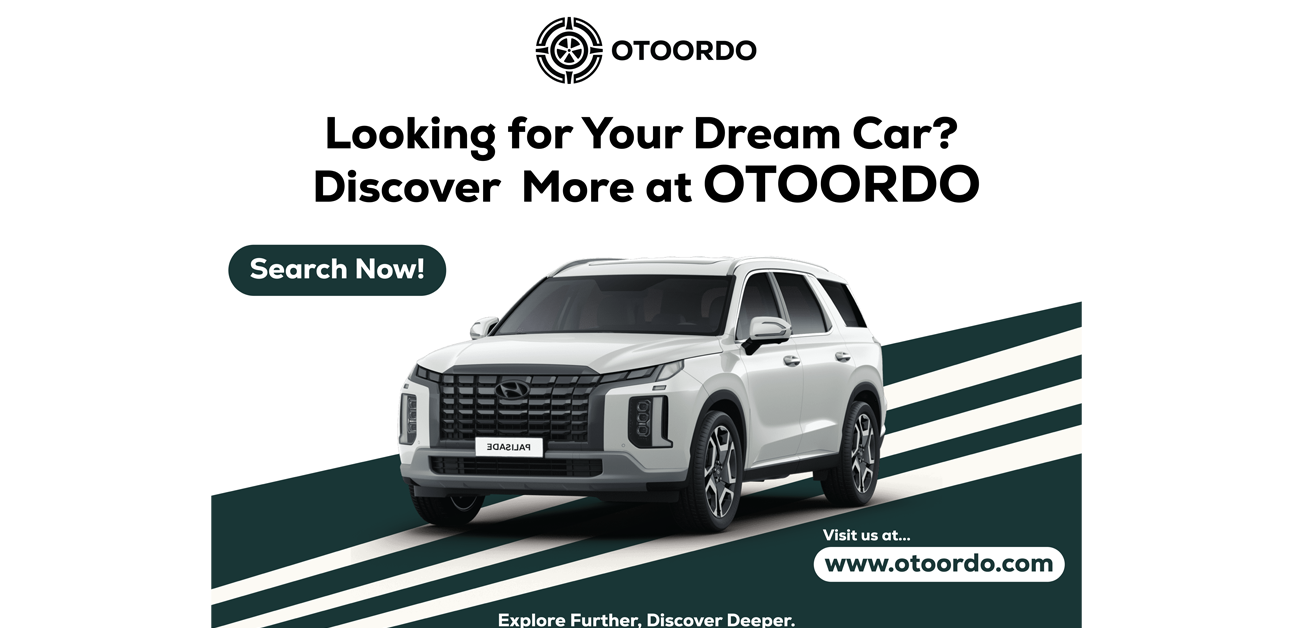 OTOORDO
Looking for Your Dream Car?
Discover More at OTOORDO
Search Now!
PALISADE
Visit us at...
www.otoordo.com
Explore Further, Discover Deeper.